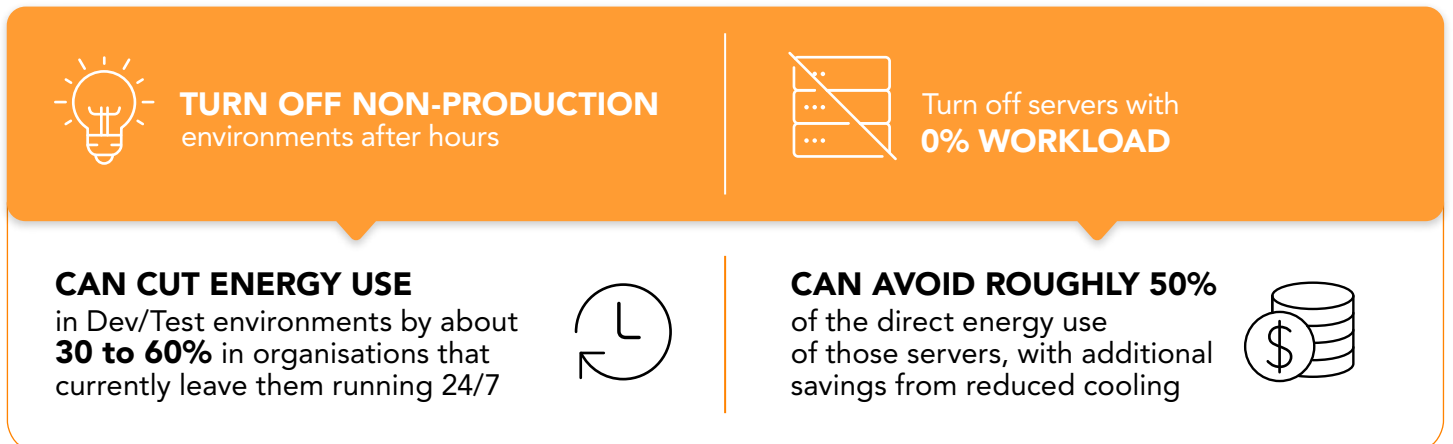 TURN OFF NON-PRODUCTION
environments after hours
Turn off servers with
0% WORKLOAD
CAN CUT ENERGY USE
in Dev/Test environments by about
30 to 60% in organisations that
currently leave them running 24/7
CAN AVOID ROUGHLY 50%
of the direct energy use
of those servers, with additional
savings from reduced cooling
$